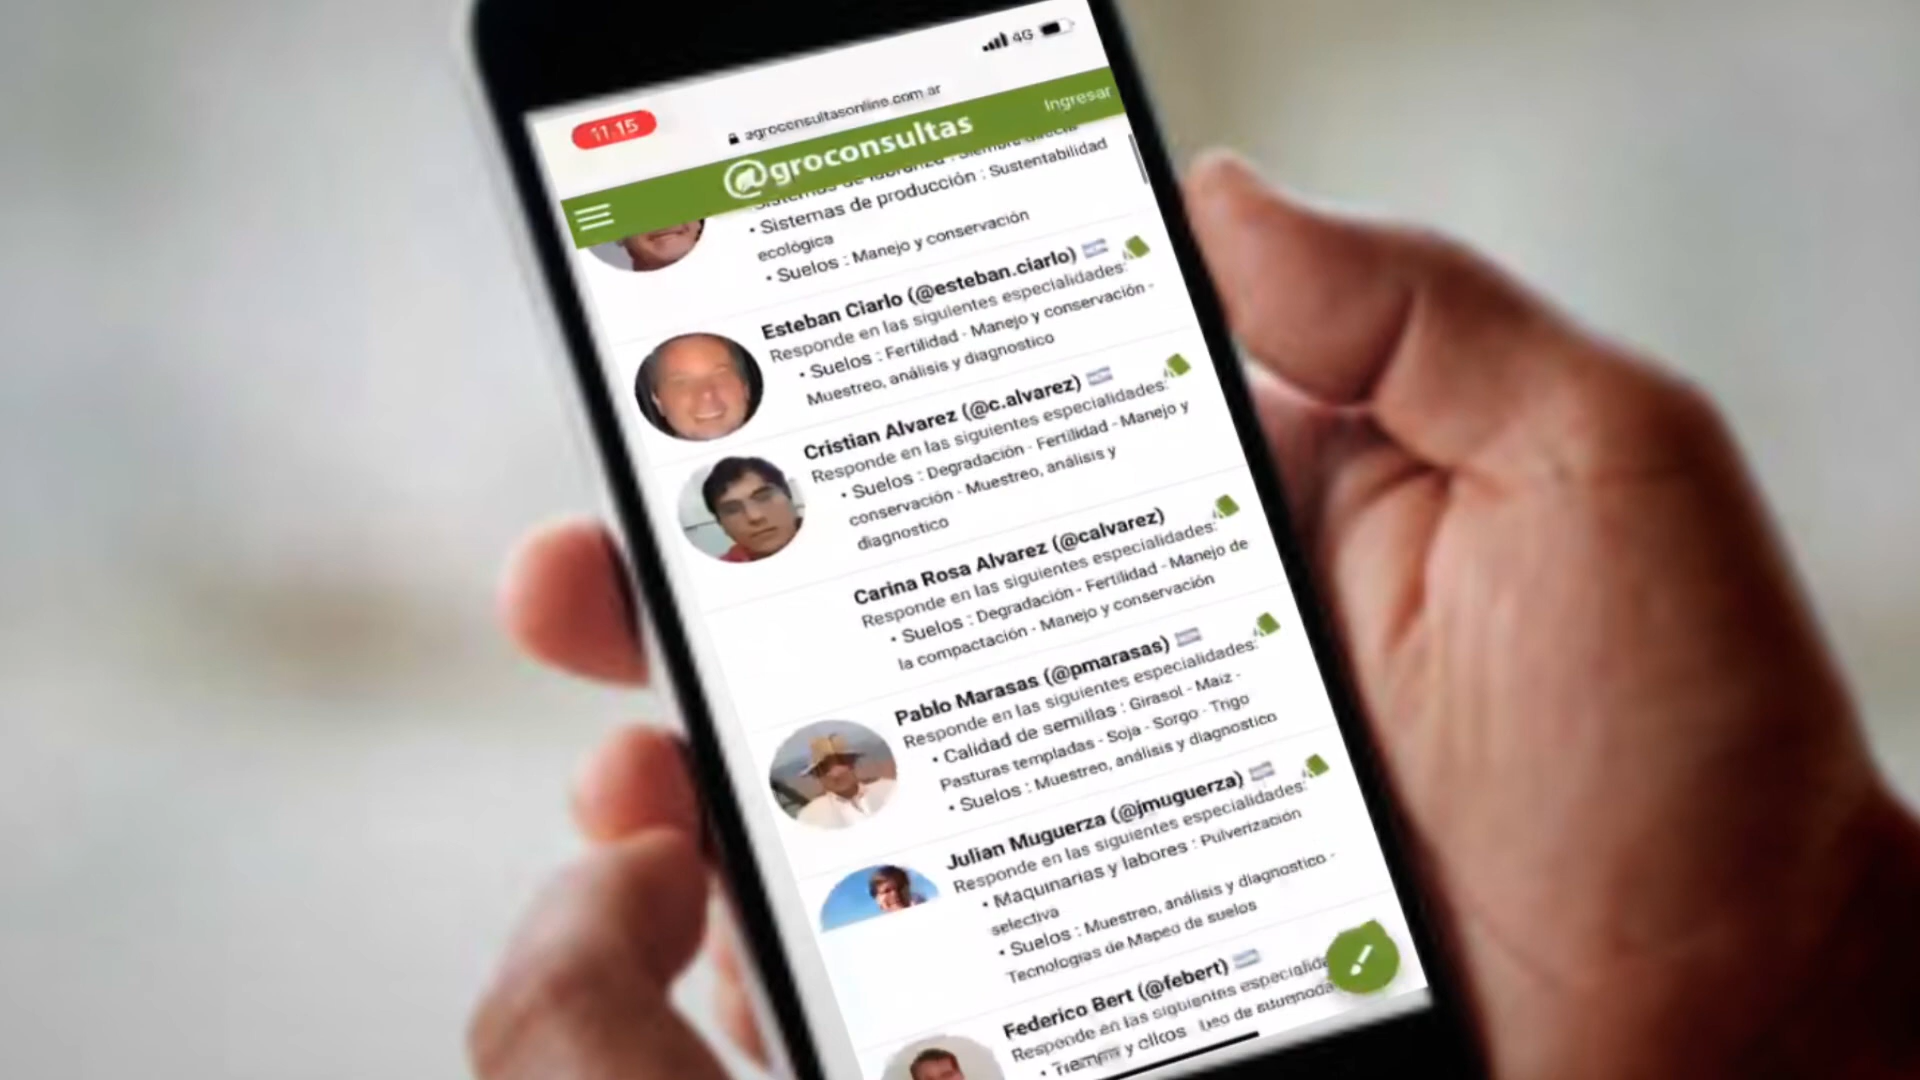 4G
11:15
agroconsultasonline.com.ar
Ingresar
@groconsultas
• Sistemas de producción : Sustentabilidad
ecológica
• Suelos : Manejo y conservación
Esteban Ciarlo (@esteban.ciarlo)
Responde en las siguientes especialidades:
• Suelos : Fertilidad - Manejo y conservación -
Muestreo, análisis y diagnostico
Cristian Alvarez (@c.alvarez)
Responde en las siguientes especialidades:
• Suelos : Degradación - Fertilidad - Manejo y
conservación - Muestreo, análisis y
diagnostico
Carina Rosa Alvarez (@calvarez)
Responde en las siguientes especialidades:
• Suelos : Degradación - Fertilidad - Manejo de
la compactación - Manejo y conservación
Pablo Marasas (@pmarasas)
Responde en las siguientes especialidades:
• Calidad de semillas : Girasol - Maiz -
Pasturas templadas - Soja - Sorgo - Trigo
• Suelos : Muestreo, análisis y diagnostico
Julian Muguerza (@jmuguerza)
Responde en las siguientes especialidades:
• Maquinarias y labores : Pulverización
selectiva
• Suelos : Muestreo, análisis y diagnostico -
Tecnologías de Mapeo de suelos
Federico Bert (@febert)
Responde en las siguientes especialida